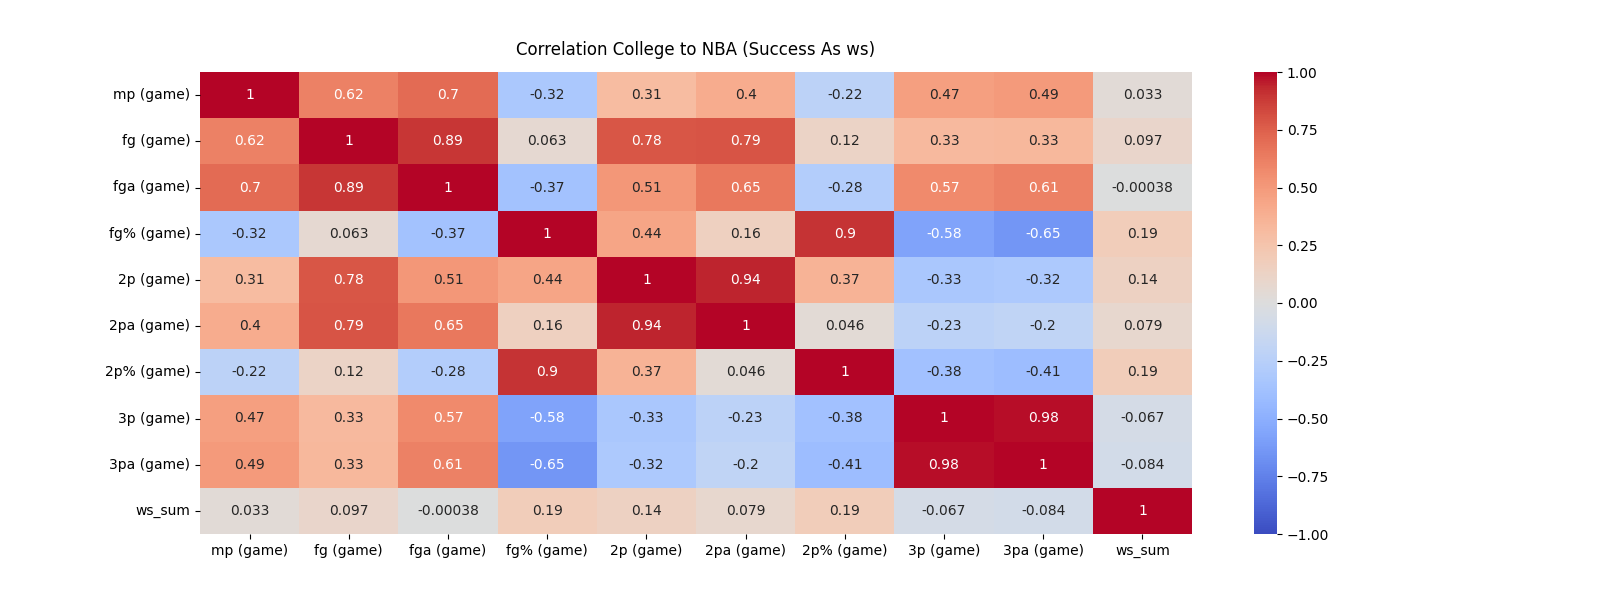 Correlation College to NBA (Success As ws)
mp (game) 1 0.62 0.7 -0.32 0.31 0.4 -0.22 0.47 0.49 0.033
fg (game) 0.62 1 0.89 0.063 0.78 0.79 0.12 0.33 0.33 0.097
fga (game) 0.7 0.89 1 -0.37 0.51 0.65 -0.28 0.57 0.61 -0.00038
fg% (game) -0.32 0.063 -0.37 1 0.44 0.16 0.9 -0.58 -0.65 0.19
2p (game) 0.31 0.78 0.51 0.44 1 0.94 0.37 -0.33 -0.32 0.14
2pa (game) 0.4 0.79 0.65 0.16 0.94 1 0.046 -0.23 -0.2 0.079
2p% (game) -0.22 0.12 -0.28 0.9 0.37 0.046 1 -0.38 -0.41 0.19
3p (game) 0.47 0.33 0.57 -0.58 -0.33 -0.23 -0.38 1 0.98 -0.067
3pa (game) 0.49 0.33 0.61 -0.65 -0.32 -0.2 -0.41 0.98 1 -0.084
ws_sum 0.033 0.097 -0.00038 0.19 0.14 0.079 0.19 -0.067 -0.084 1
mp (game) fg (game) fga (game) fg% (game) 2p (game) 2pa (game) 2p% (game) 3p (game) 3pa (game) ws_sum
1.00
0.75
0.50
0.25
0.00
−0.25
−0.50
−0.75
−1.00